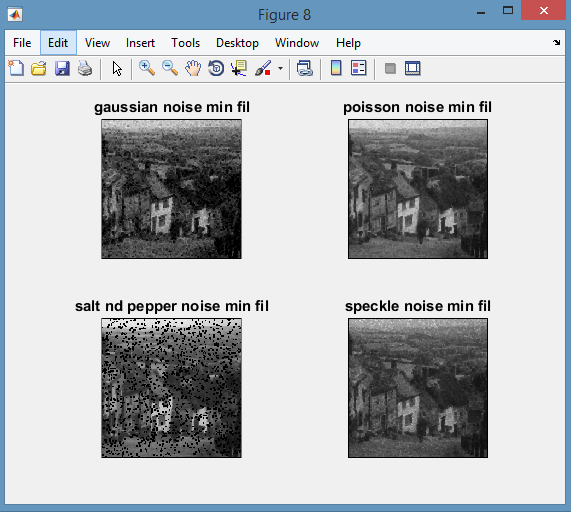 Figure 8
File Edit View Insert Tools Desktop Window Help
gaussian noise min fil
poisson noise min fil
salt nd pepper noise min fil
speckle noise min fil